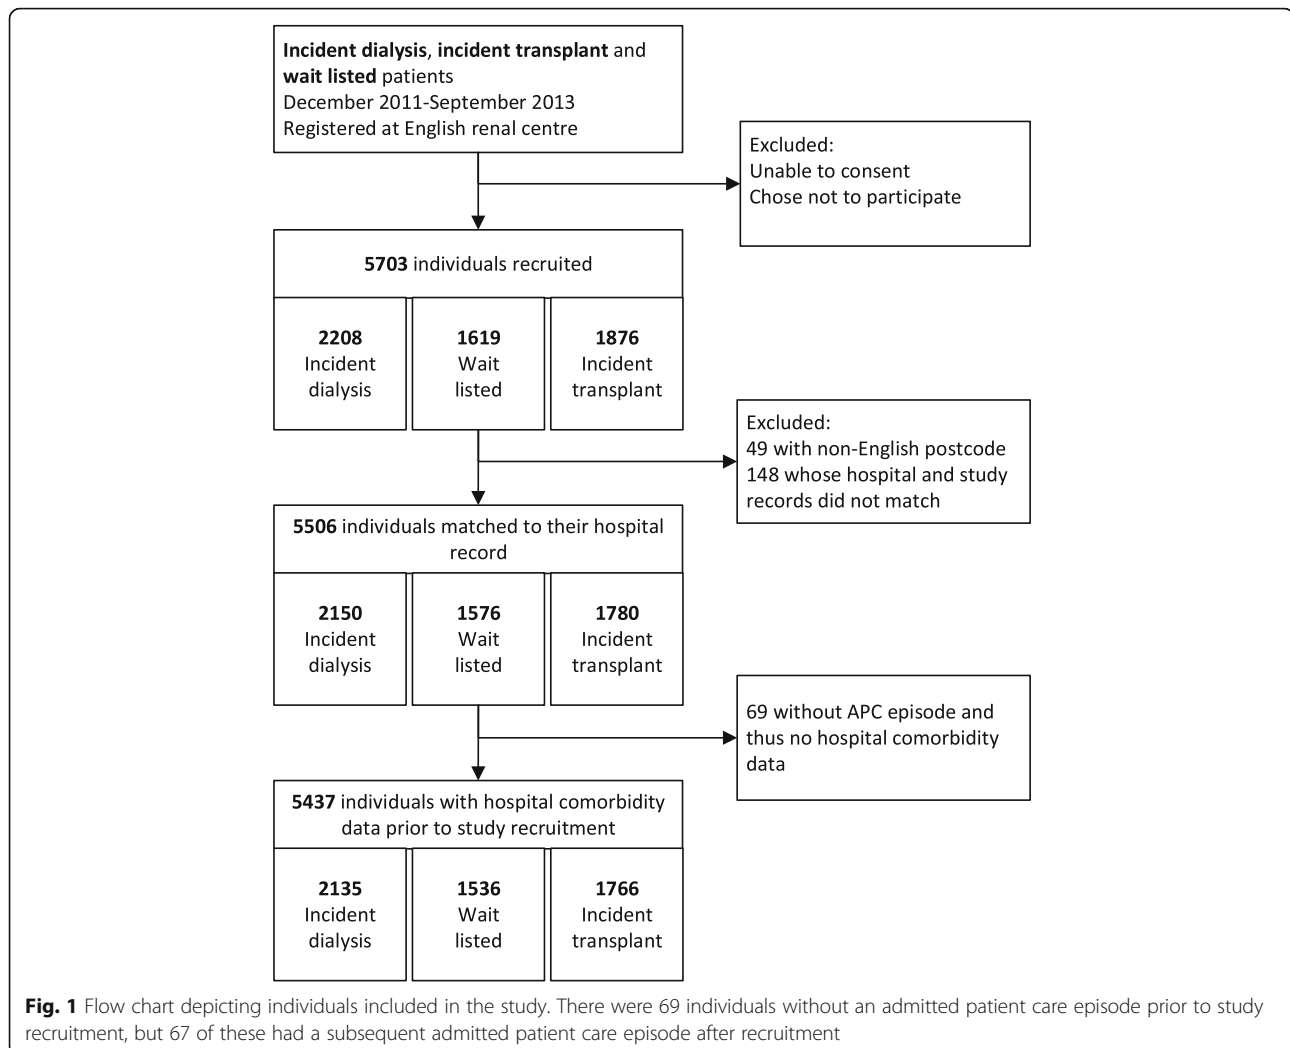 Incident dialysis, incident transplant and
wait listed patients
December 2011-September 2013
Registered at English renal centre
Excluded:
Unable to consent
Chose not to participate
5703 individuals recruited
2208
Incident
dialysis
1619
Wait
listed
1876
Incident
transplant
Excluded:
49 with non-English postcode
148 whose hospital and study
records did not match
5506 individuals matched to their hospital
record
2150
Incident
dialysis
1576
Wait
listed
1780
Incident
transplant
69 without APC episode and
thus no hospital comorbidity
data
5437 individuals with hospital comorbidity
data prior to study recruitment
2135
Incident
dialysis
1536
Wait
listed
1766
Incident
transplant
Fig. 1 Flow chart depicting individuals included in the study. There were 69 individuals without an admitted patient care episode prior to study
recruitment, but 67 of these had a subsequent admitted patient care episode after recruitment